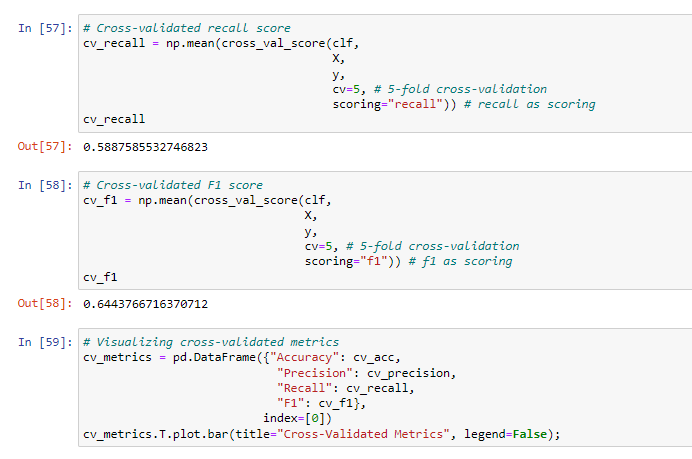 In [57]: # Cross-validated recall score
cv_recall = np.mean(cross_val_score(clf,
X,
y,
cv=5, # 5-fold cross-validation
scoring="recall")) # recall as scoring
cv_recall
Out[57]: 0.5887585532746823
In [58]: # Cross-validated F1 score
cv_f1 = np.mean(cross_val_score(clf,
X,
y,
cv=5, # 5-fold cross-validation
scoring="f1")) # f1 as scoring
cv_f1
Out[58]: 0.6443766716370712
In [59]: # Visualizing cross-validated metrics
cv_metrics = pd.DataFrame({"Accuracy": cv_acc,
"Precision": cv_precision,
"Recall": cv_recall,
"F1": cv_f1},
index=[0])
cv_metrics.T.plot.bar(title="Cross-Validated Metrics", legend=False);